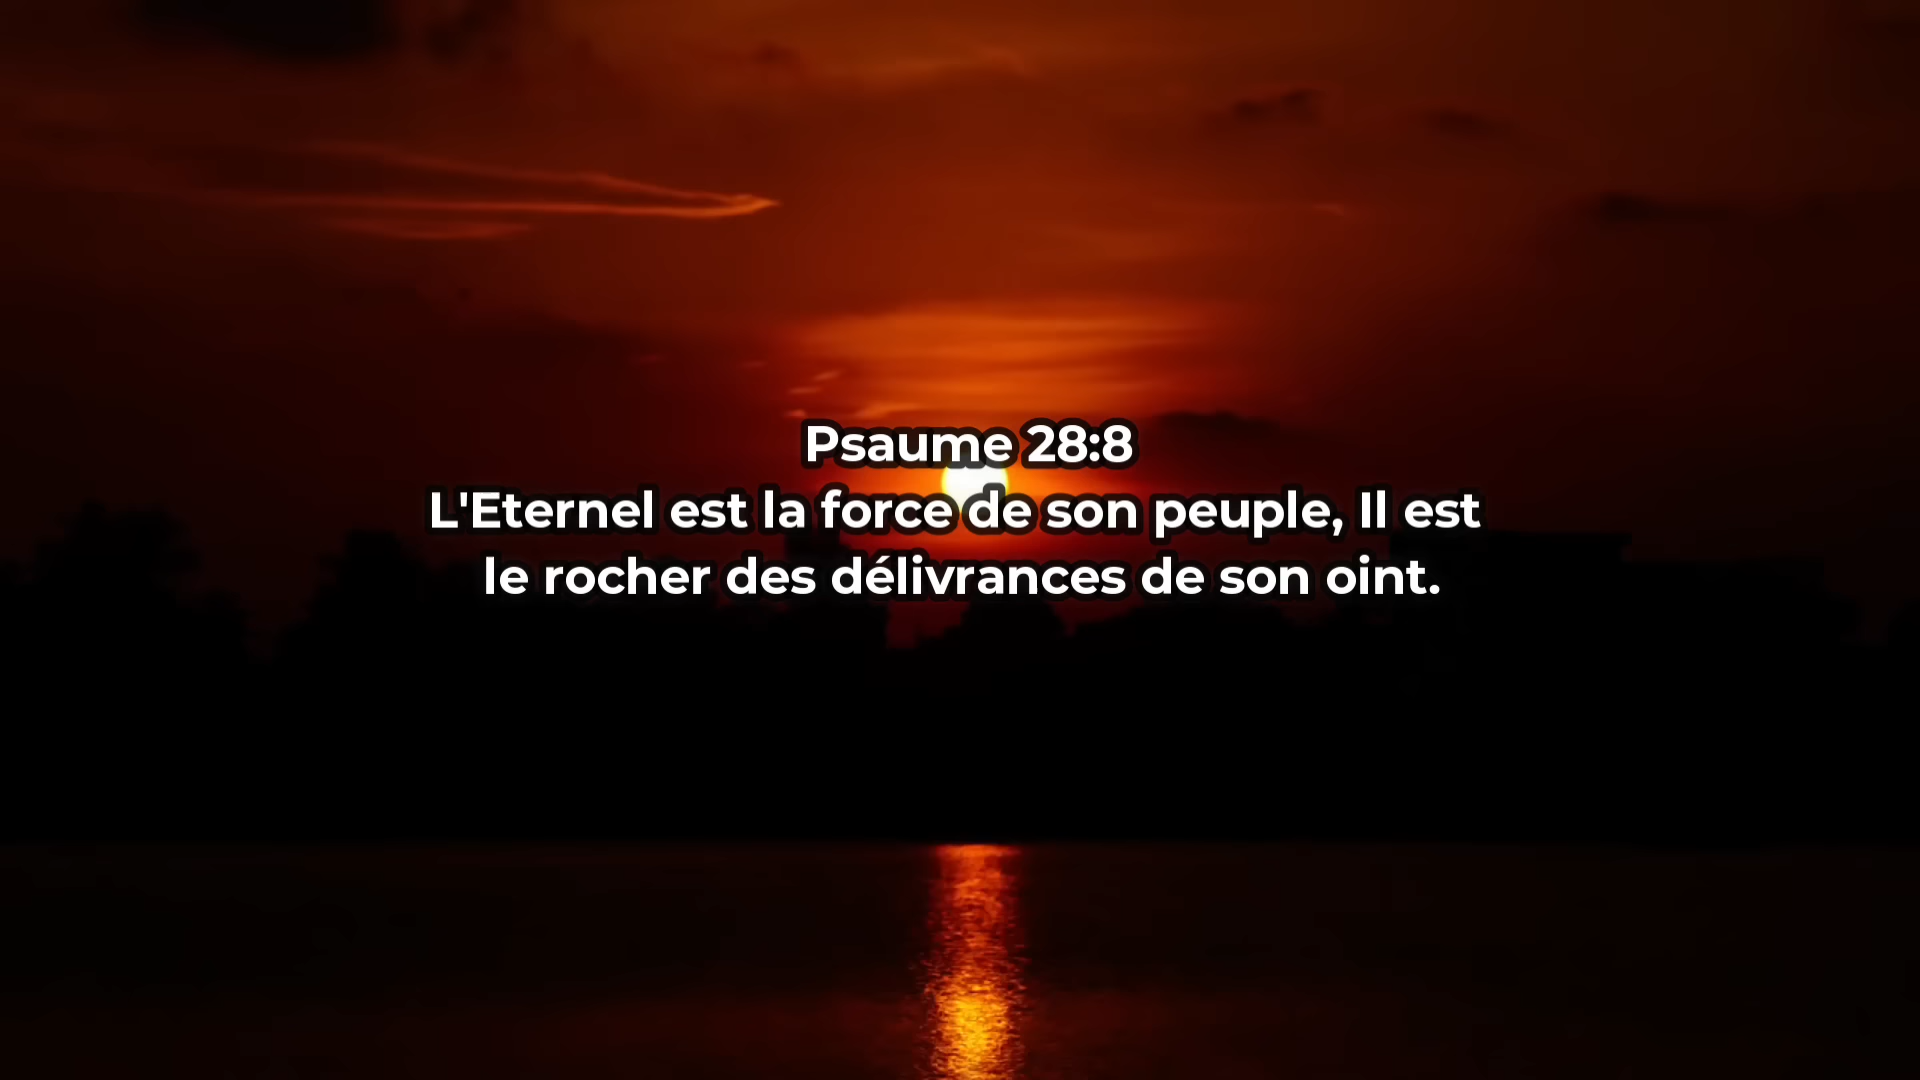 Psaume 28:8
L'Eternel est la force de son peuple, Il est
le rocher des délivrances de son oint.